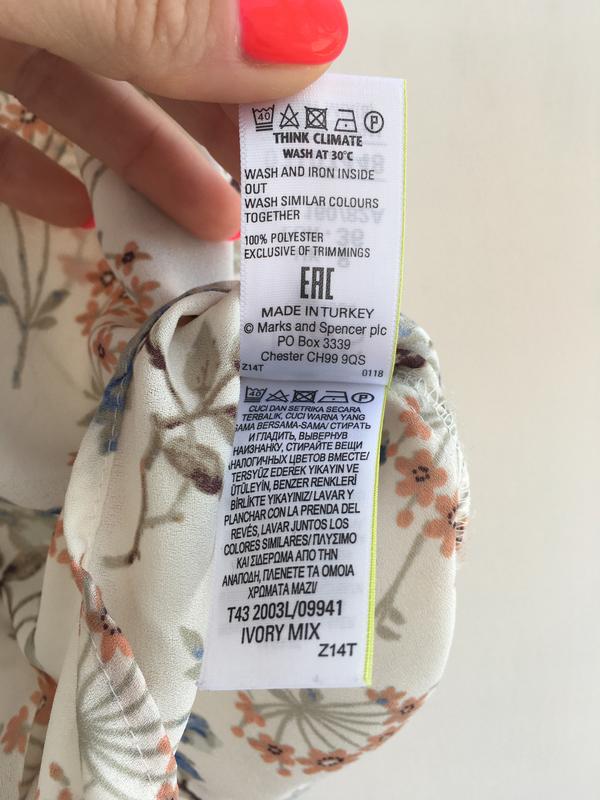 40 P
THINK CLIMATE
WASH AT 30°C
WASH AND IRON INSIDE
OUT
WASH SIMILAR COLOURS
TOGETHER
100% POLYESTER
EXCLUSIVE OF TRIMMINGS
EAC
MADE IN TURKEY
© Marks and Spencer plc
PO Box 3339
Chester CH99 9QS
Z14T 0118
40 P
CUCI DAN SETRIKA SECARA
TERBALIK, CUCI WARNA YANG
SAMA BERSAMA-SAMA/ СТИРАТЬ
И ГЛАДИТЬ, ВЫВЕРНУВ
НАИЗНАНКУ, СТИРАЙТЕ ВЕЩИ
АНАЛОГИЧНЫХ ЦВЕТОВ ВМЕСТЕ/
TERSYÜZ EDEREK YIKAYIN VE
ÜTÜLEYİN, BENZER RENKLERİ
BİRLİKTE YIKAYINIZ/ LAVAR Y
PLANCHAR CON LA PRENDA DEL
REVÉS, LAVAR JUNTOS LOS
COLORES SIMILARES/ ΠΛΥΣΙΜΟ
ΚΑΙ ΣΙΔΕΡΩΜΑ ΑΠΟ ΤΗΝ
ΑΝΑΠΟΔΗ, ΠΛΕΝΕΤΕ ΤΑ ΟΜΟΙΑ
ΧΡΩΜΑΤΑ ΜΑΖΙ/
T43 2003L/09941
IVORY MIX
Z14T